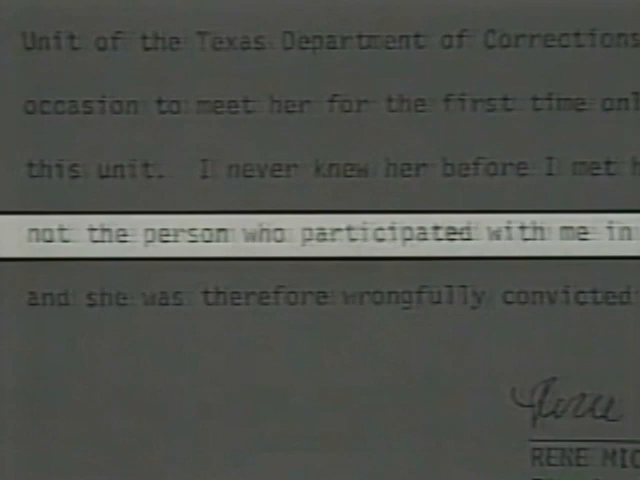 Unit of the Texas Department of Corrections
occasion to meet her for the first time onl
this unit. I never knew her before I met h
not the person who participated with me in
and she was therefore wrongfully convicted
Rene
RENE MIC